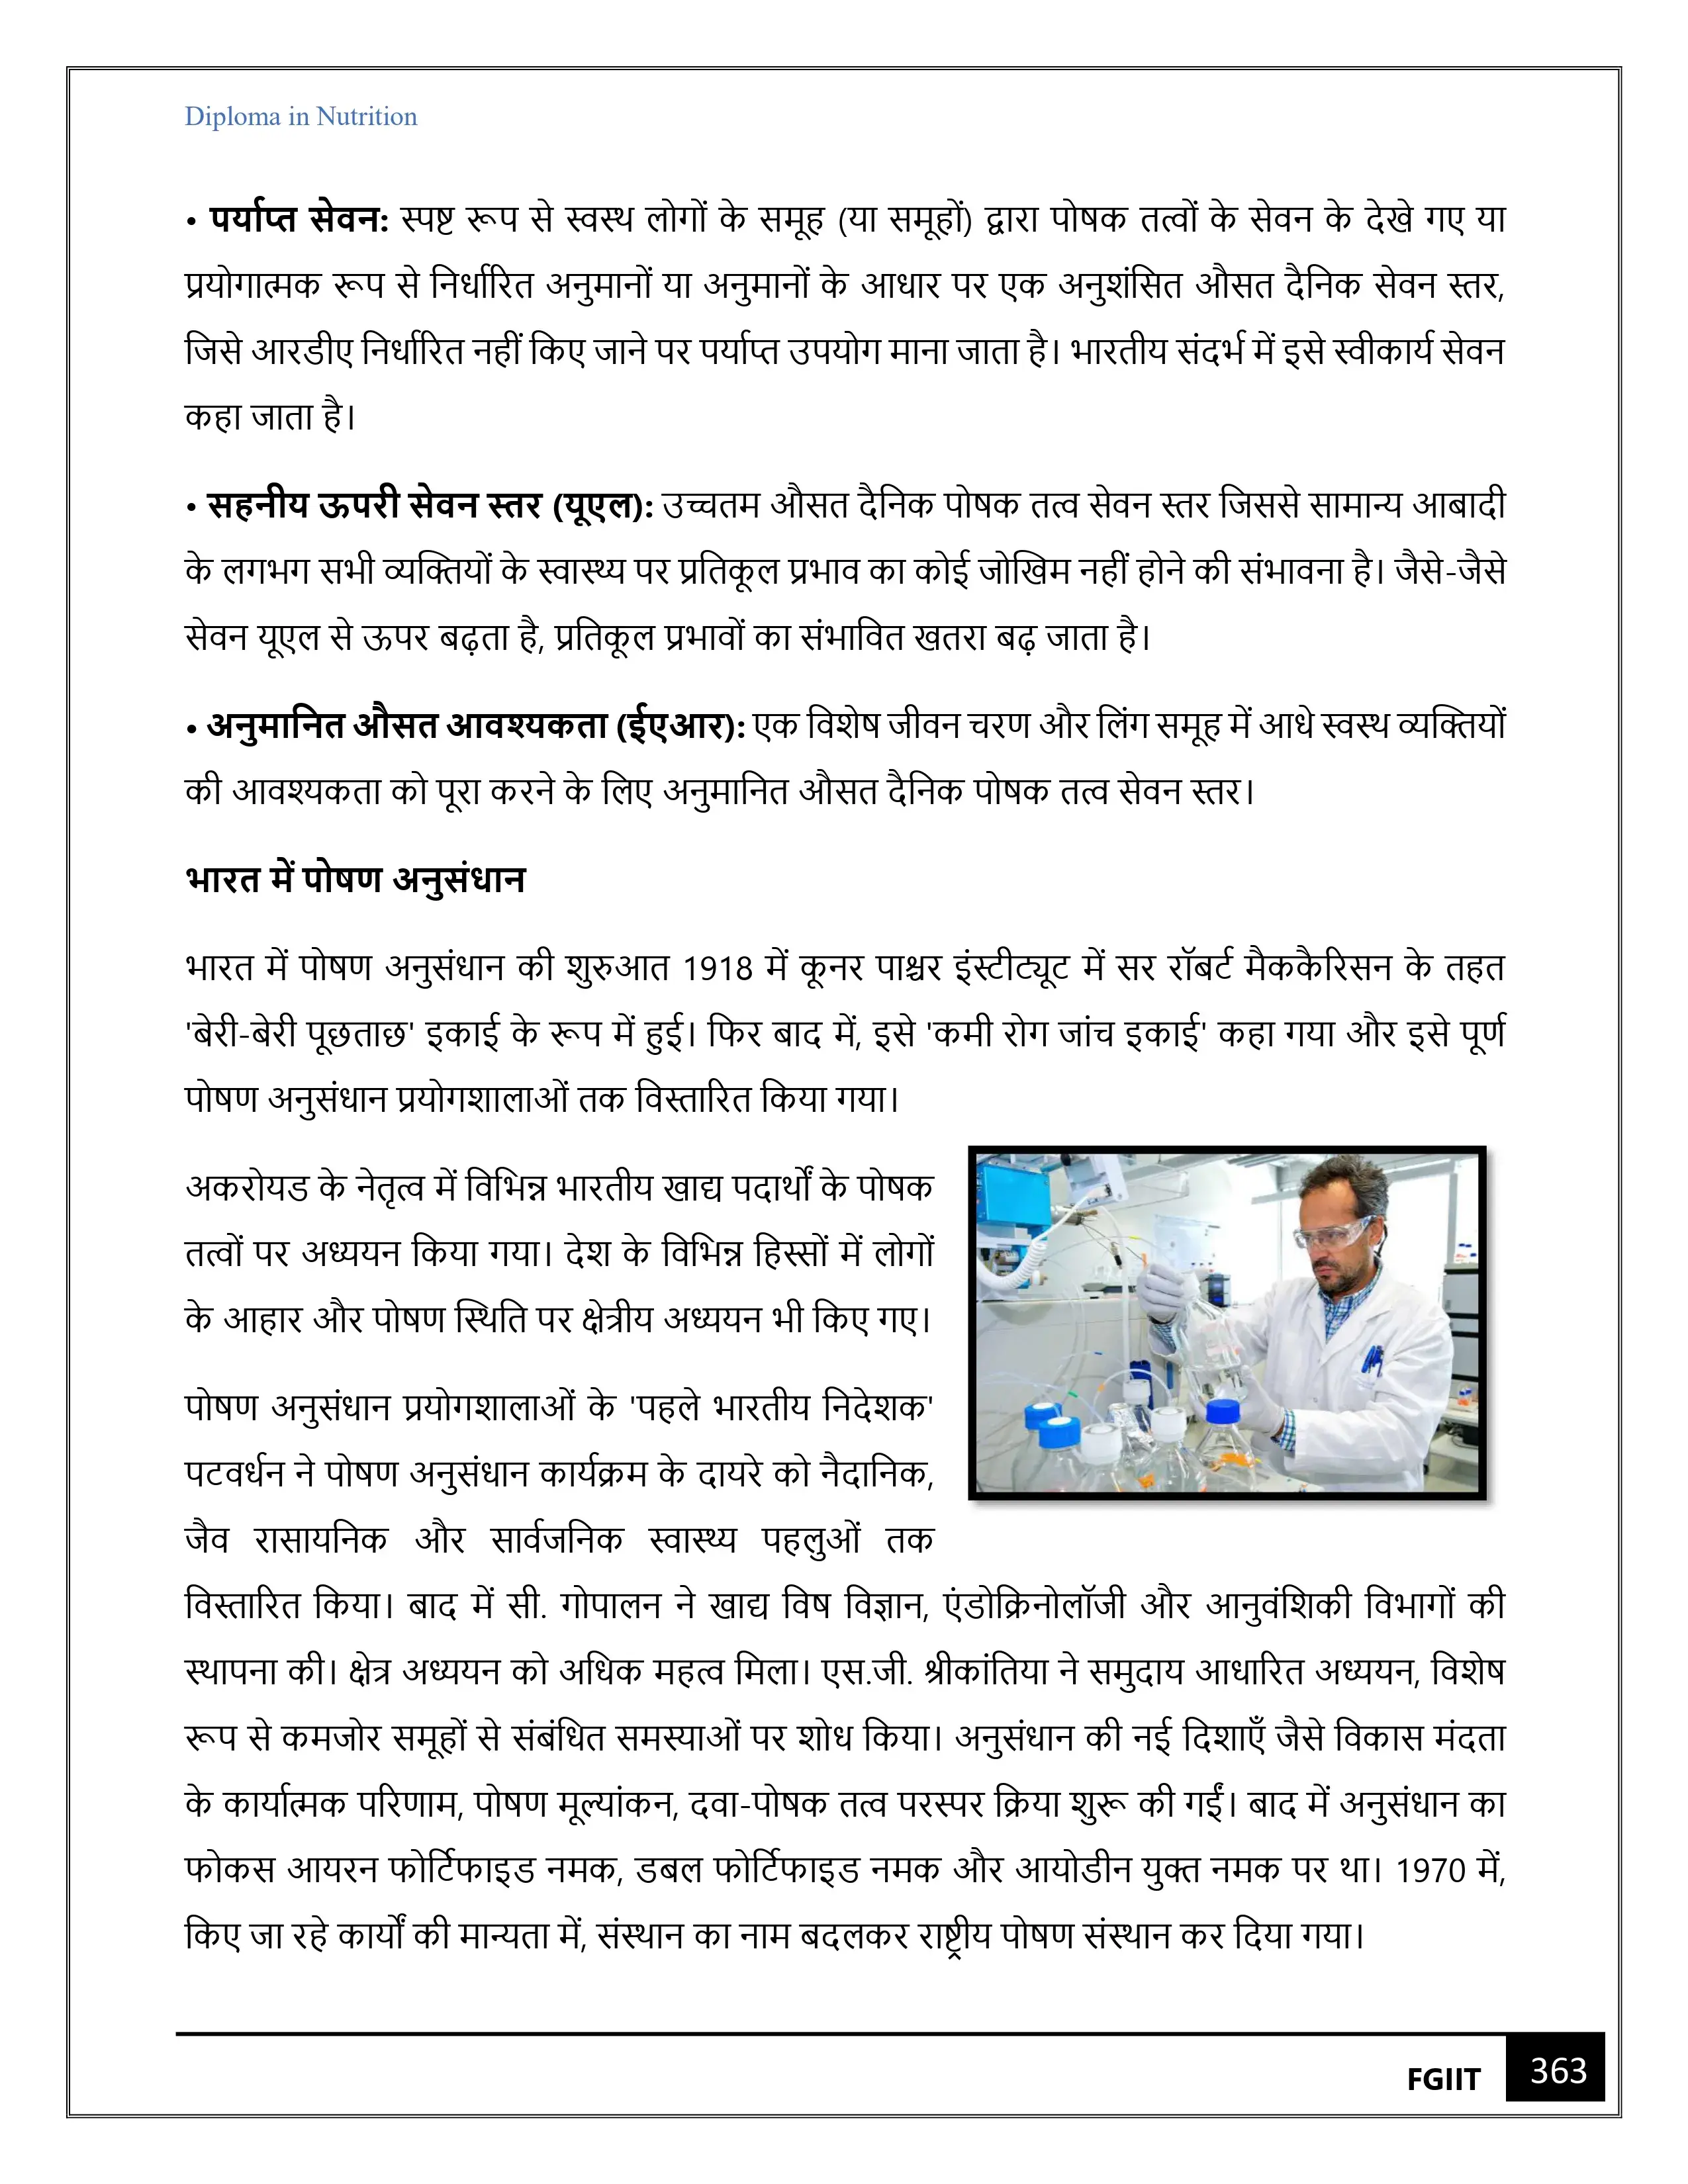 Diploma in Nutrition
• पर्याप्त सेवन: स्पष्ट रूप से स्वस्थ लोगों के समूह (या समूहों) द्वारा पोषक तत्वों के सेवन के देखे गए या
प्रयोगात्मक रूप से निर्धारित अनुमानों या अनुमानों के आधार पर एक अनुशंसित औसत दैनिक सेवन स्तर,
जिसे आरडीए निर्धारित नहीं किए जाने पर पर्याप्त उपयोग माना जाता है। भारतीय संदर्भ में इसे स्वीकार्य सेवन
कहा जाता है।
• सहनीय ऊपरी सेवन स्तर (यूएल): उच्चतम औसत दैनिक पोषक तत्व सेवन स्तर जिससे सामान्य आबादी
के लगभग सभी व्यक्तियों के स्वास्थ्य पर प्रतिकूल प्रभाव का कोई जोखिम नहीं होने की संभावना है। जैसे-जैसे
सेवन यूएल से ऊपर बढ़ता है, प्रतिकूल प्रभावों का संभावित खतरा बढ़ जाता है।
• अनुमानित औसत आवश्यकता (ईएआर): एक विशेष जीवन चरण और लिंग समूह में आधे स्वस्थ व्यक्तियों
की आवश्यकता को पूरा करने के लिए अनुमानित औसत दैनिक पोषक तत्व सेवन स्तर।
भारत में पोषण अनुसंधान
भारत में पोषण अनुसंधान की शुरुआत 1918 में कूनर पाश्चर इंस्टीट्यूट में सर रॉबर्ट मैककैरिसन के तहत
'बेरी-बेरी पूछताछ' इकाई के रूप में हुई। फिर बाद में, इसे 'कमी रोग जांच इकाई' कहा गया और इसे पूर्ण
पोषण अनुसंधान प्रयोगशालाओं तक विस्तारित किया गया।
अकरोयड के नेतृत्व में विभिन्न भारतीय खाद्य पदार्थों के पोषक
तत्वों पर अध्ययन किया गया। देश के विभिन्न हिस्सों में लोगों
के आहार और पोषण स्थिति पर क्षेत्रीय अध्ययन भी किए गए।
पोषण अनुसंधान प्रयोगशालाओं के 'पहले भारतीय निदेशक'
पटवर्धन ने पोषण अनुसंधान कार्यक्रम के दायरे को नैदानिक,
जैव रासायनिक और सार्वजनिक स्वास्थ्य पहलुओं तक
विस्तारित किया। बाद में सी. गोपालन ने खाद्य विष विज्ञान, एंडोक्रिनोलॉजी और आनुवंशिकी विभागों की
स्थापना की। क्षेत्र अध्ययन को अधिक महत्व मिला। एस.जी. श्रीकांतिया ने समुदाय आधारित अध्ययन, विशेष
रूप से कमजोर समूहों से संबंधित समस्याओं पर शोध किया। अनुसंधान की नई दिशाएँ जैसे विकास मंदता
के कार्यात्मक परिणाम, पोषण मूल्यांकन, दवा-पोषक तत्व परस्पर क्रिया शुरू की गईं। बाद में अनुसंधान का
फोकस आयरन फोर्टिफाइड नमक, डबल फोर्टिफाइड नमक और आयोडीन युक्त नमक पर था। 1970 में,
किए जा रहे कार्यों की मान्यता में, संस्थान का नाम बदलकर राष्ट्रीय पोषण संस्थान कर दिया गया।
FGIIT 363